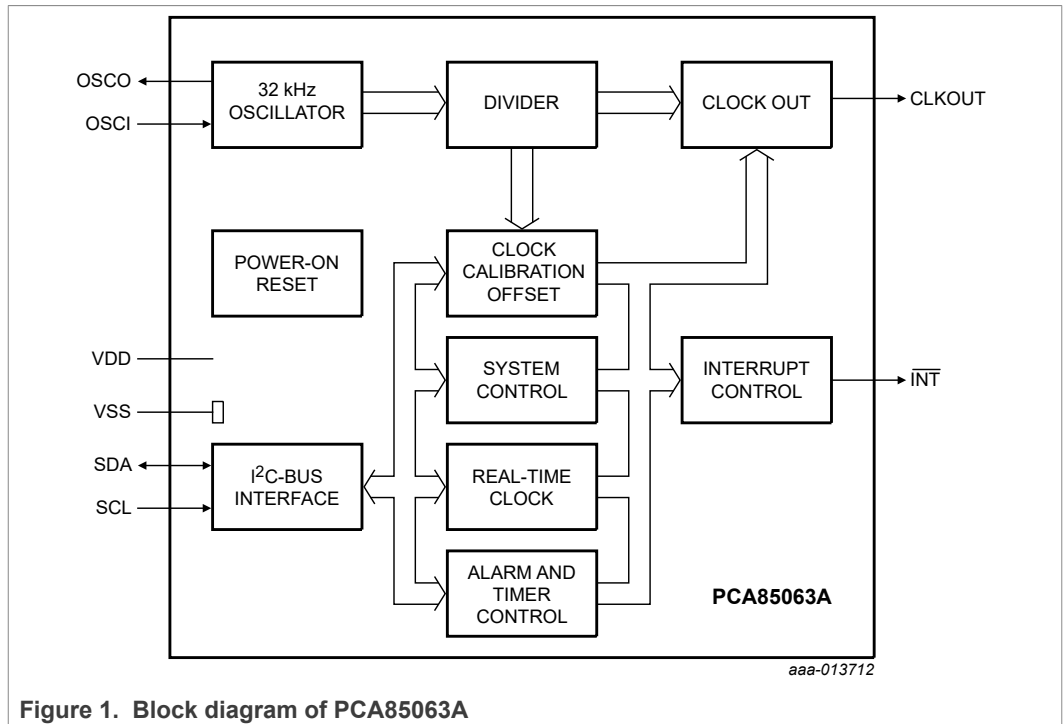 OSCO
OSCI
32 kHz
OSCILLATOR
DIVIDER
CLOCK OUT
CLKOUT
POWER-ON
RESET
CLOCK
CALIBRATION
OFFSET
VDD
VSS
SYSTEM
CONTROL
INTERRUPT
CONTROL
INT
SDA
SCL
I2C-BUS
INTERFACE
REAL-TIME
CLOCK
ALARM AND
TIMER
CONTROL
PCA85063A
aaa-013712
Figure 1. Block diagram of PCA85063A